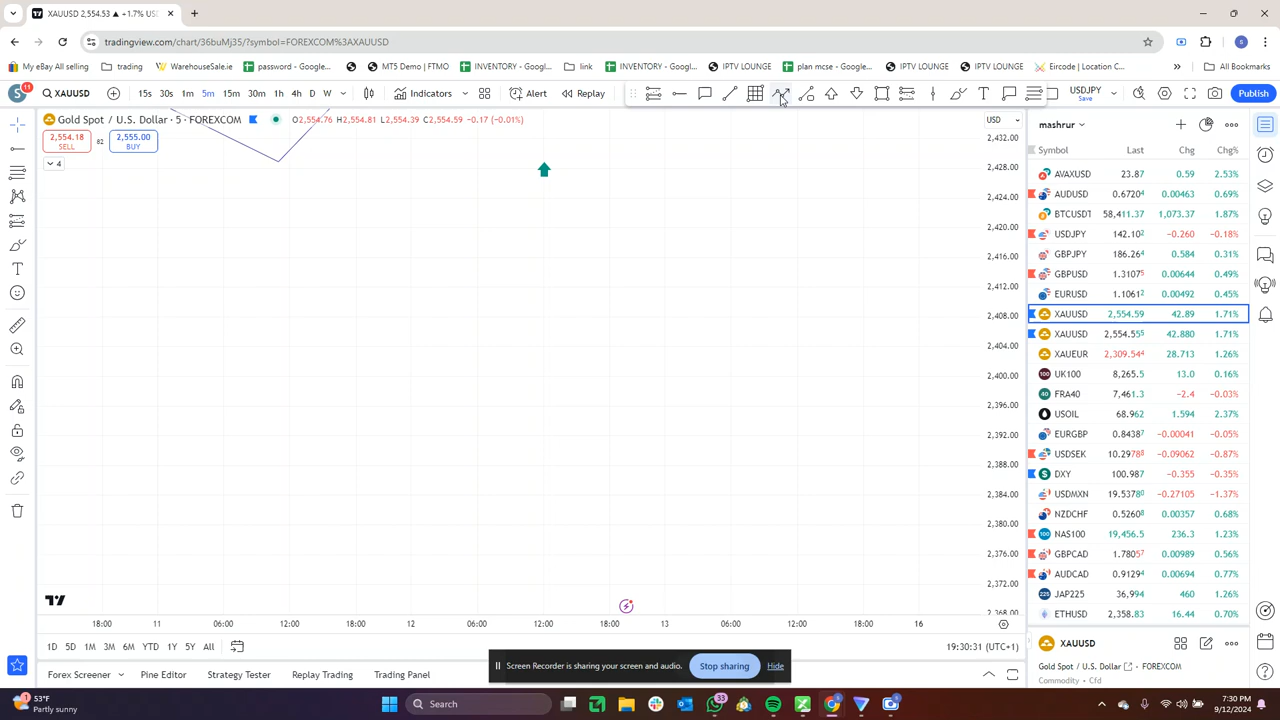 XAUUSD 2,554.53 ▲ +1.7% US
tradingview.com/chart/36buMj35/?symbol=FOREXCOM%3AXAUUSD
S
My eBay All selling trading WarehouseSale.ie password - Google... MT5 Demo | FTMO INVENTORY - Googl... link INVENTORY - Googl... IPTV LOUNGE plan mcse - Google... IPTV LOUNGE IPTV LOUNGE Eircode | Location C... All Bookmarks
S 11 XAUUSD 15s 30s 1m 5m 15m 30m 1h 4h D W Indicators Alert Replay USDJPY Save Publish
Gold Spot / U.S. Dollar · 5 · FOREXCOM O2,554.76 H2,554.81 L2,554.39 C2,554.59 −0.17 (−0.01%) USD
2,554.18 SELL 82 2,555.00 BUY
4
2,432.00
2,428.00
2,424.00
2,420.00
2,416.00
2,412.00
2,408.00
2,404.00
2,400.00
2,396.00
2,392.00
2,388.00
2,384.00
2,380.00
2,376.00
2,372.00
2,368.00
18:00 11 06:00 12:00 18:00 12 06:00 12:00 18:00 13 06:00 12:00 18:00 16
1D 5D 1M 3M 6M YTD 1Y 5Y All 19:30:31 (UTC+1)
Screen Recorder is sharing your screen and audio. Stop sharing Hide
Forex Screener Pine Editor Strategy Tester Replay Trading Trading Panel
mashrur
Symbol Last Chg Chg%
AVAXUSD 23.87 0.59 2.53%
AUDUSD 0.6720⁴ 0.00463 0.69%
BTCUSDT 58,411.37 1,073.37 1.87%
USDJPY 142.10² −0.260 −0.18%
GBPJPY 186.26⁴ 0.584 0.31%
GBPUSD 1.3107⁵ 0.00644 0.49%
EURUSD 1.1061² 0.00492 0.45%
XAUUSD 2,554.59 42.89 1.71%
XAUUSD 2,554.55⁵ 42.880 1.71%
XAUEUR 2,309.54⁴ 28.713 1.26%
UK100 8,265.5 13.0 0.16%
FRA40 7,461.3 −2.4 −0.03%
USOIL 68.962 1.594 2.37%
EURGBP 0.8438⁷ −0.00041 −0.05%
USDSEK 10.2978⁸ −0.09062 −0.87%
DXY 100.987 −0.355 −0.35%
USDMXN 19.5378⁰ −0.27105 −1.37%
NZDCHF 0.5260⁸ 0.00357 0.68%
NAS100 19,456.5 236.3 1.23%
GBPCAD 1.7805⁷ 0.00989 0.56%
AUDCAD 0.9129⁴ 0.00694 0.77%
JAP225 36,994 460 1.26%
ETHUSD 2,358.83 16.44 0.70%
XAUUSD
Gold Spot / U.S. Dollar FOREXCOM
Commodity • Cfd
53°F
Partly sunny
Search
33
7:30 PM
9/12/2024